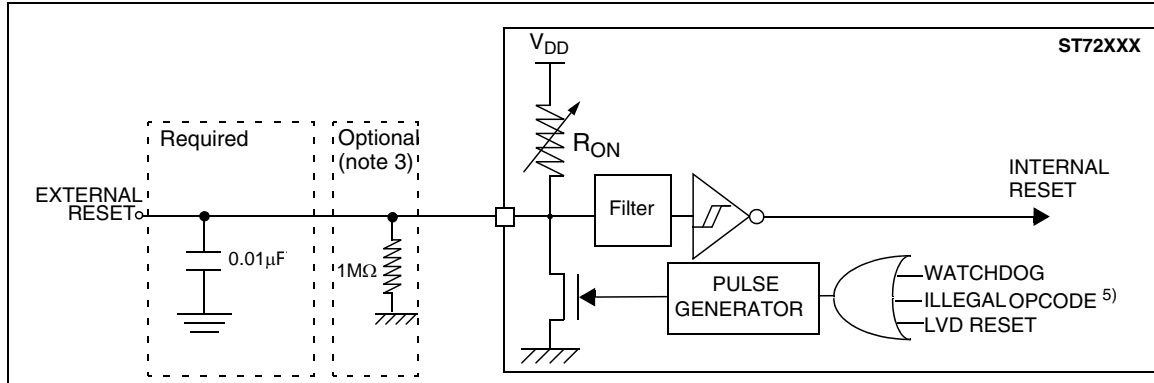 ST72XXX
VDD
RON
Required
Optional
(note 3)
EXTERNAL
RESET
0.01μF
1MΩ
Filter
INTERNAL
RESET
PULSE
GENERATOR
WATCHDOG
ILLEGAL OPCODE 5)
LVD RESET